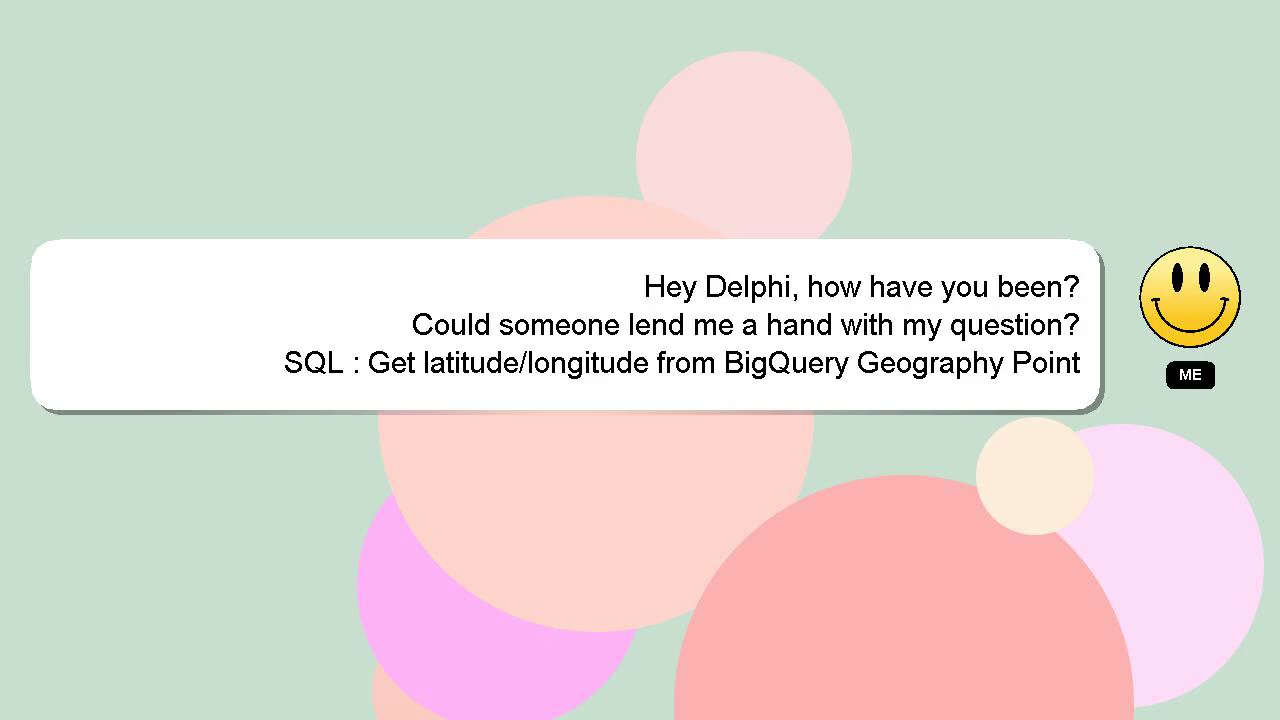 Hey Delphi, how have you been?
Could someone lend me a hand with my question?
SQL : Get latitude/longitude from BigQuery Geography Point
ME